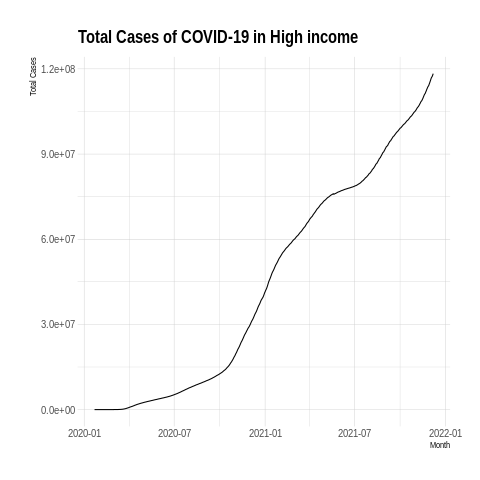 Total Cases of COVID-19 in High income
Total Cases
1.2e+08
9.0e+07
6.0e+07
3.0e+07
0.0e+00
2020-01 2020-07 2021-01 2021-07 2022-01
Month